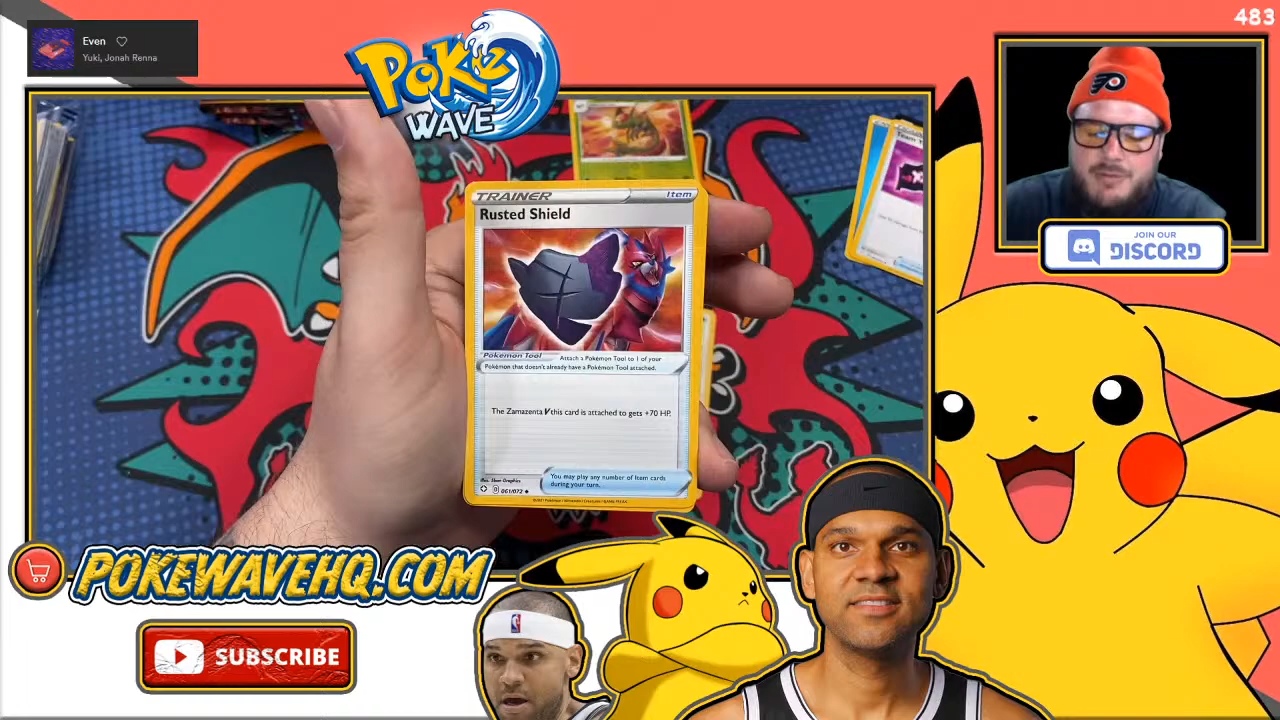 483
Even
Yuki, Jonah Renna
POKE
WAVE
TRAINER
Item
Rusted Shield
Pokémon Tool
Attach a Pokémon Tool to 1 of your
Pokémon that doesn't already have a Pokémon Tool attached.
The Zamazenta V this card is attached to gets +70 HP.
You may play any number of Item cards
during your turn.
061/072
Team
JOIN OUR
DISCORD
POKEWAVEHQ.COM
SUBSCRIBE